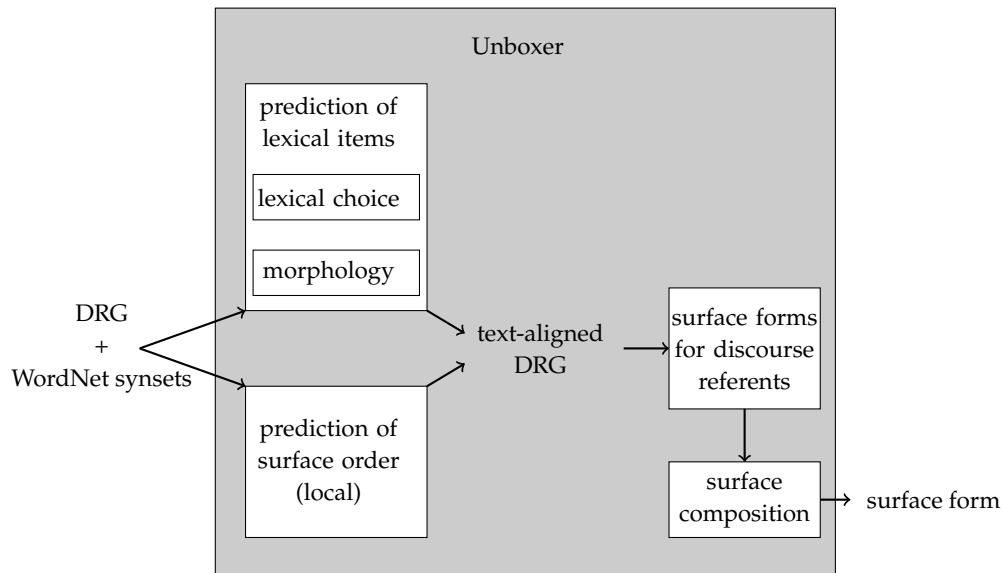 Unboxer
prediction of
lexical items
lexical choice
morphology
DRG
+
WordNet synsets
prediction of
surface order
(local)
text-aligned
DRG
surface forms
for discourse
referents
surface
composition
surface form